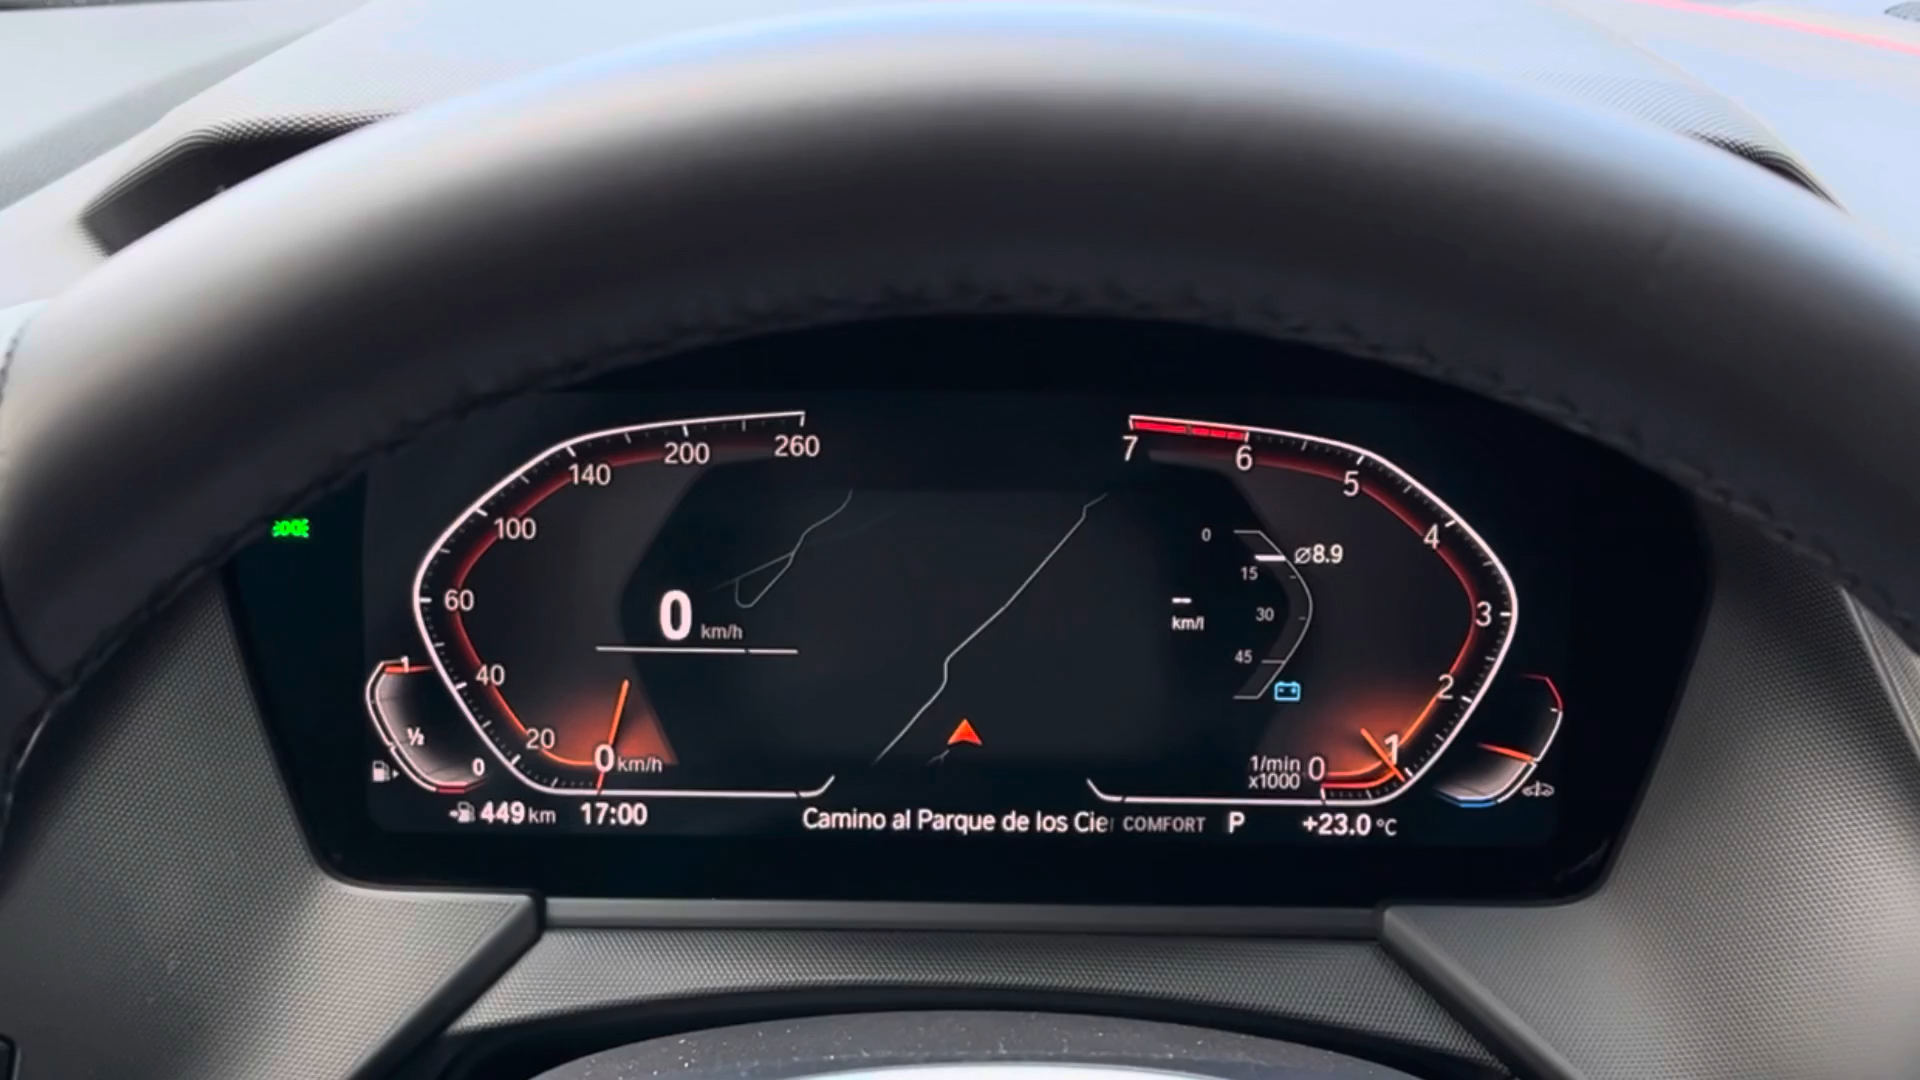 260
200
140
100
60
40
20
0 km/h
0 km/h
1
½
0
449 km
17:00
Camino al Parque de los Cie
COMFORT
P
+23.0 °C
7
6
5
4
3
2
1
0
1/min
x1000
0
15
30
45
⌀8.9
--
km/l